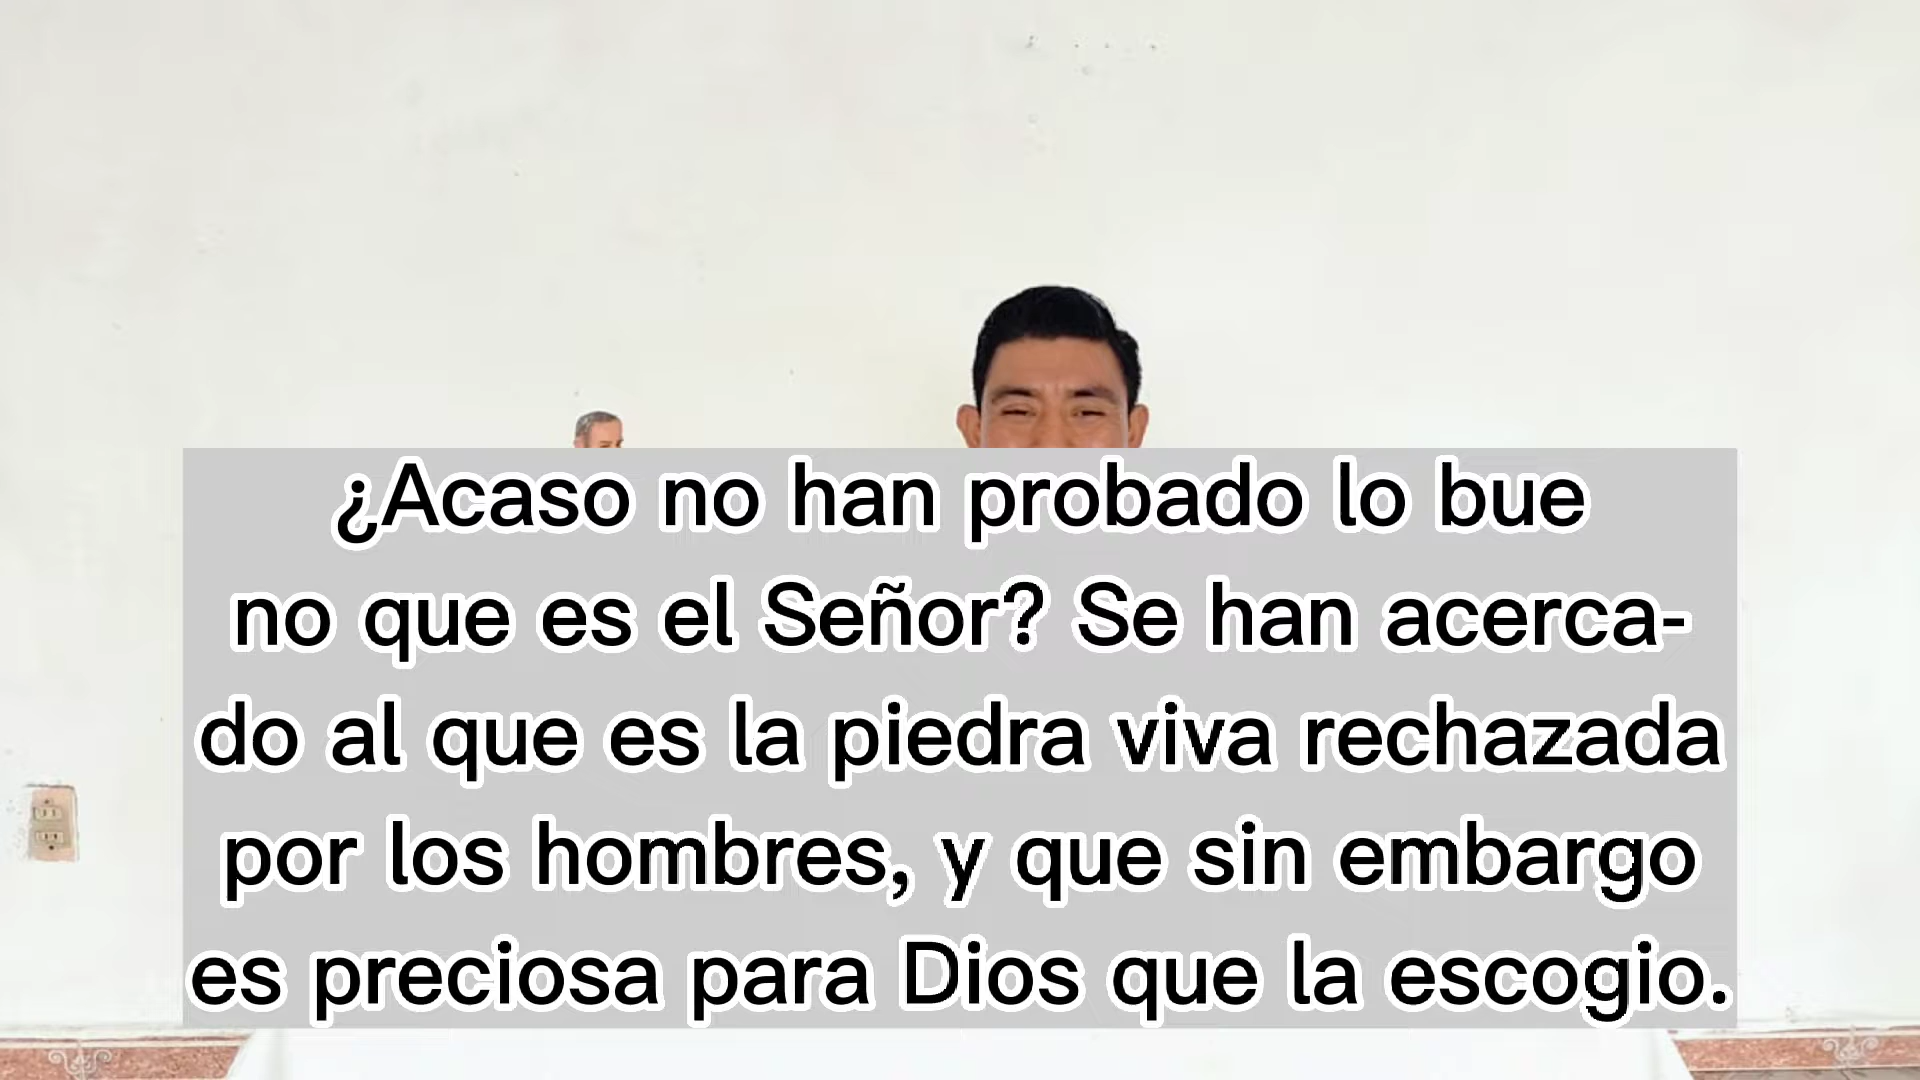 ¿Acaso no han probado lo bue
no que es el Señor? Se han acerca-
do al que es la piedra viva rechazada
por los hombres, y que sin embargo
es preciosa para Dios que la escogio.